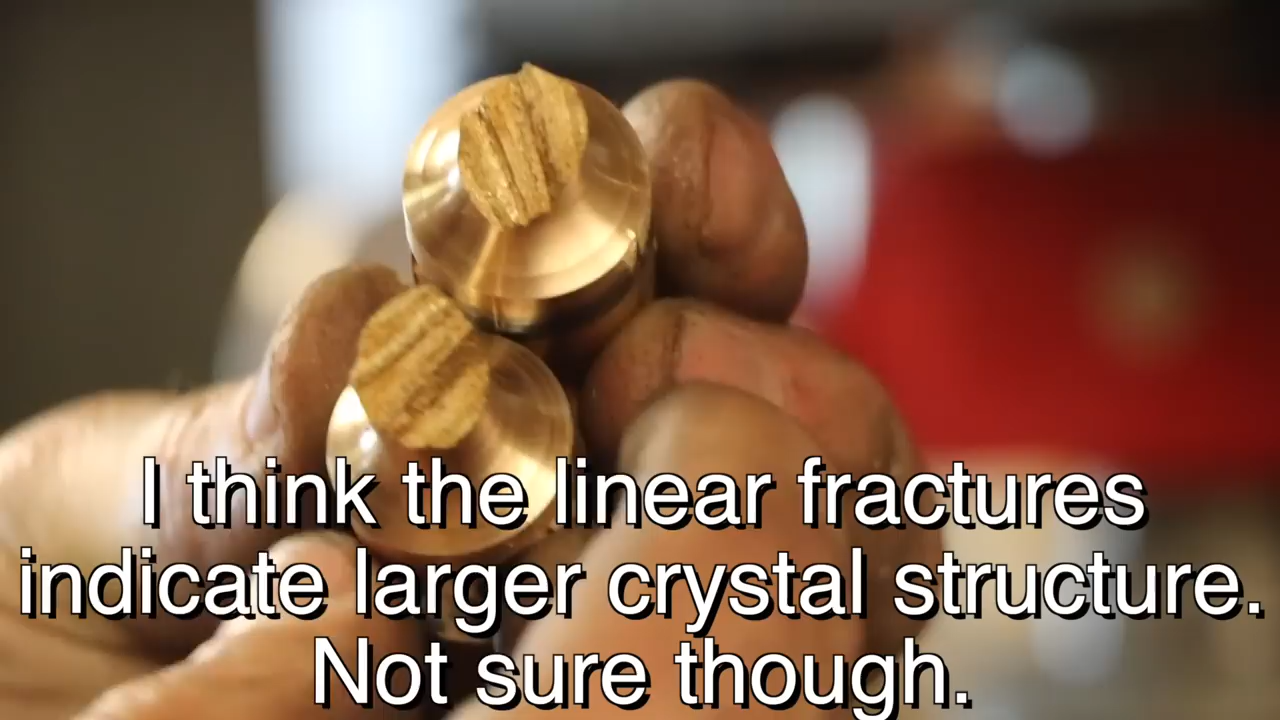 I think the linear fractures
indicate larger crystal structure.
Not sure though.